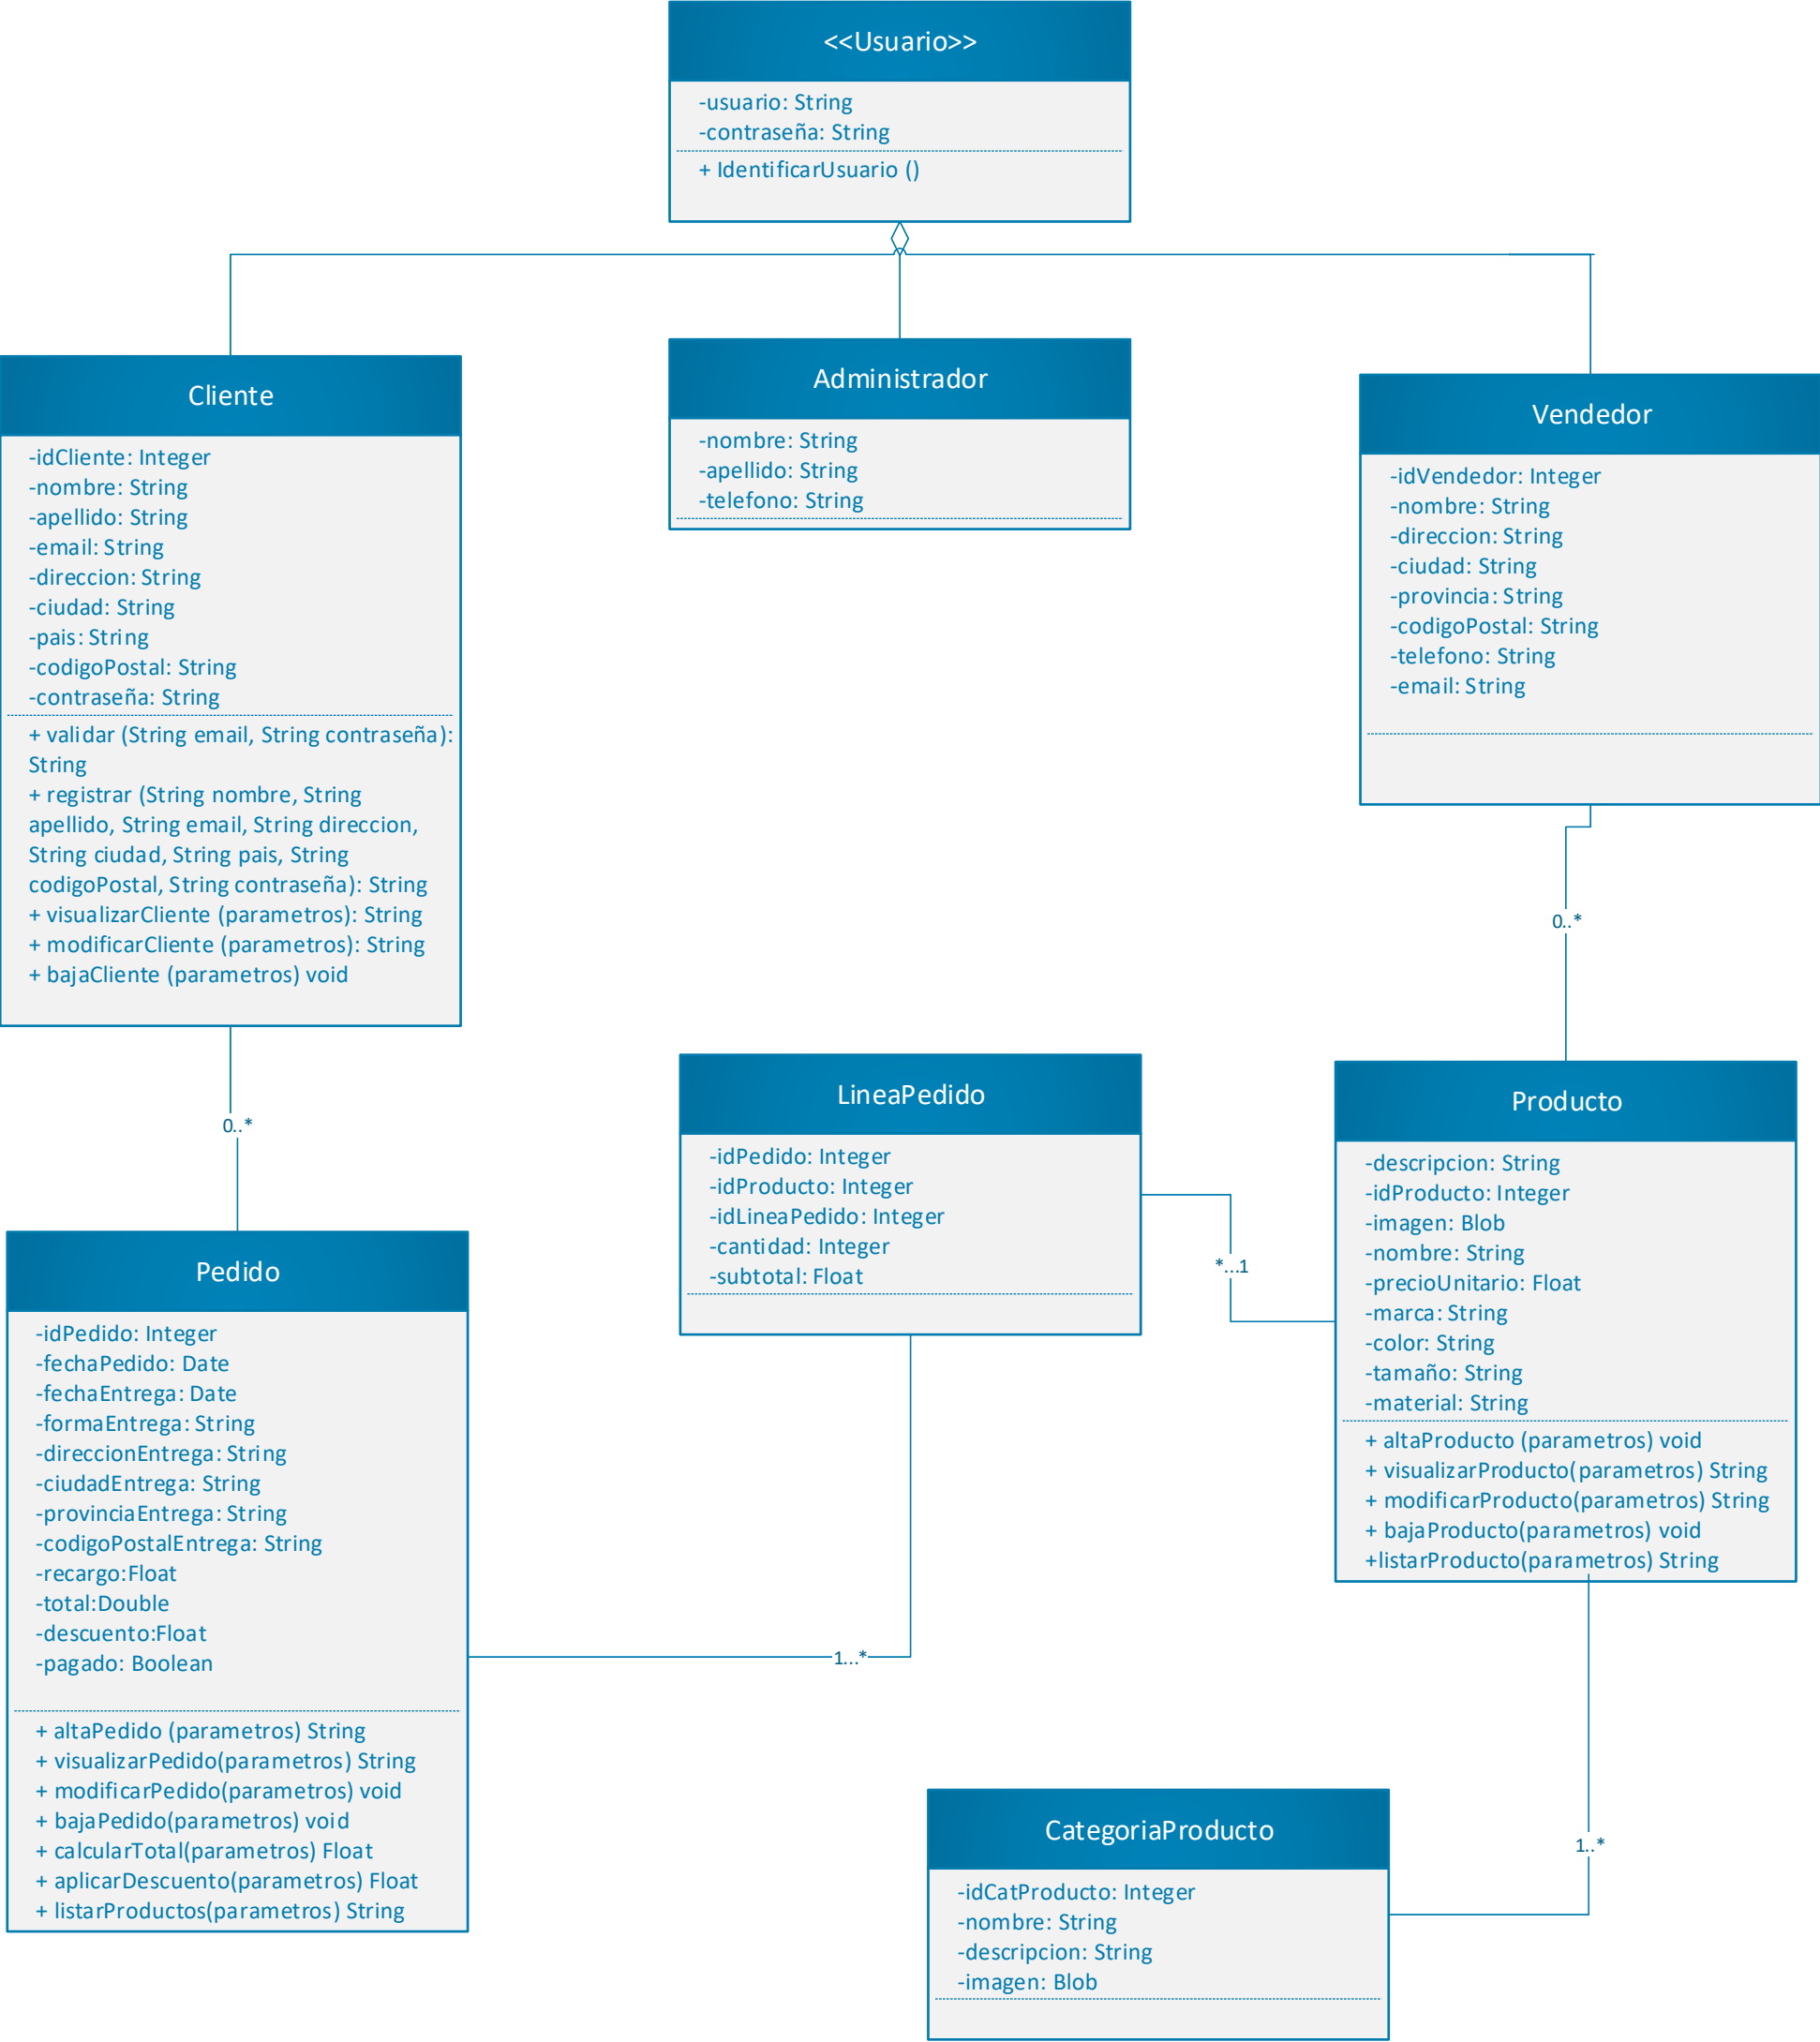 <<Usuario>>
-usuario: String
-contraseña: String
+ IdentificarUsuario ()
Cliente
-idCliente: Integer
-nombre: String
-apellido: String
-email: String
-direccion: String
-ciudad: String
-pais: String
-codigoPostal: String
-contraseña: String
+ validar (String email, String contraseña):
String
+ registrar (String nombre, String
apellido, String email, String direccion,
String ciudad, String pais, String
codigoPostal, String contraseña): String
+ visualizarCliente (parametros): String
+ modificarCliente (parametros): String
+ bajaCliente (parametros) void
Administrador
-nombre: String
-apellido: String
-telefono: String
Vendedor
-idVendedor: Integer
-nombre: String
-direccion: String
-ciudad: String
-provincia: String
-codigoPostal: String
-telefono: String
-email: String
0..*
0..*
LineaPedido
-idPedido: Integer
-idProducto: Integer
-idLineaPedido: Integer
-cantidad: Integer
-subtotal: Float
*...1
Producto
-descripcion: String
-idProducto: Integer
-imagen: Blob
-nombre: String
-precioUnitario: Float
-marca: String
-color: String
-tamaño: String
-material: String
+ altaProducto (parametros) void
+ visualizarProducto(parametros) String
+ modificarProducto(parametros) String
+ bajaProducto(parametros) void
+listarProducto(parametros) String
Pedido
-idPedido: Integer
-fechaPedido: Date
-fechaEntrega: Date
-formaEntrega: String
-direccionEntrega: String
-ciudadEntrega: String
-provinciaEntrega: String
-codigoPostalEntrega: String
-recargo:Float
-total:Double
-descuento:Float
-pagado: Boolean
+ altaPedido (parametros) String
+ visualizarPedido(parametros) String
+ modificarPedido(parametros) void
+ bajaPedido(parametros) void
+ calcularTotal(parametros) Float
+ aplicarDescuento(parametros) Float
+ listarProductos(parametros) String
1...*
1..*
CategoriaProducto
-idCatProducto: Integer
-nombre: String
-descripcion: String
-imagen: Blob